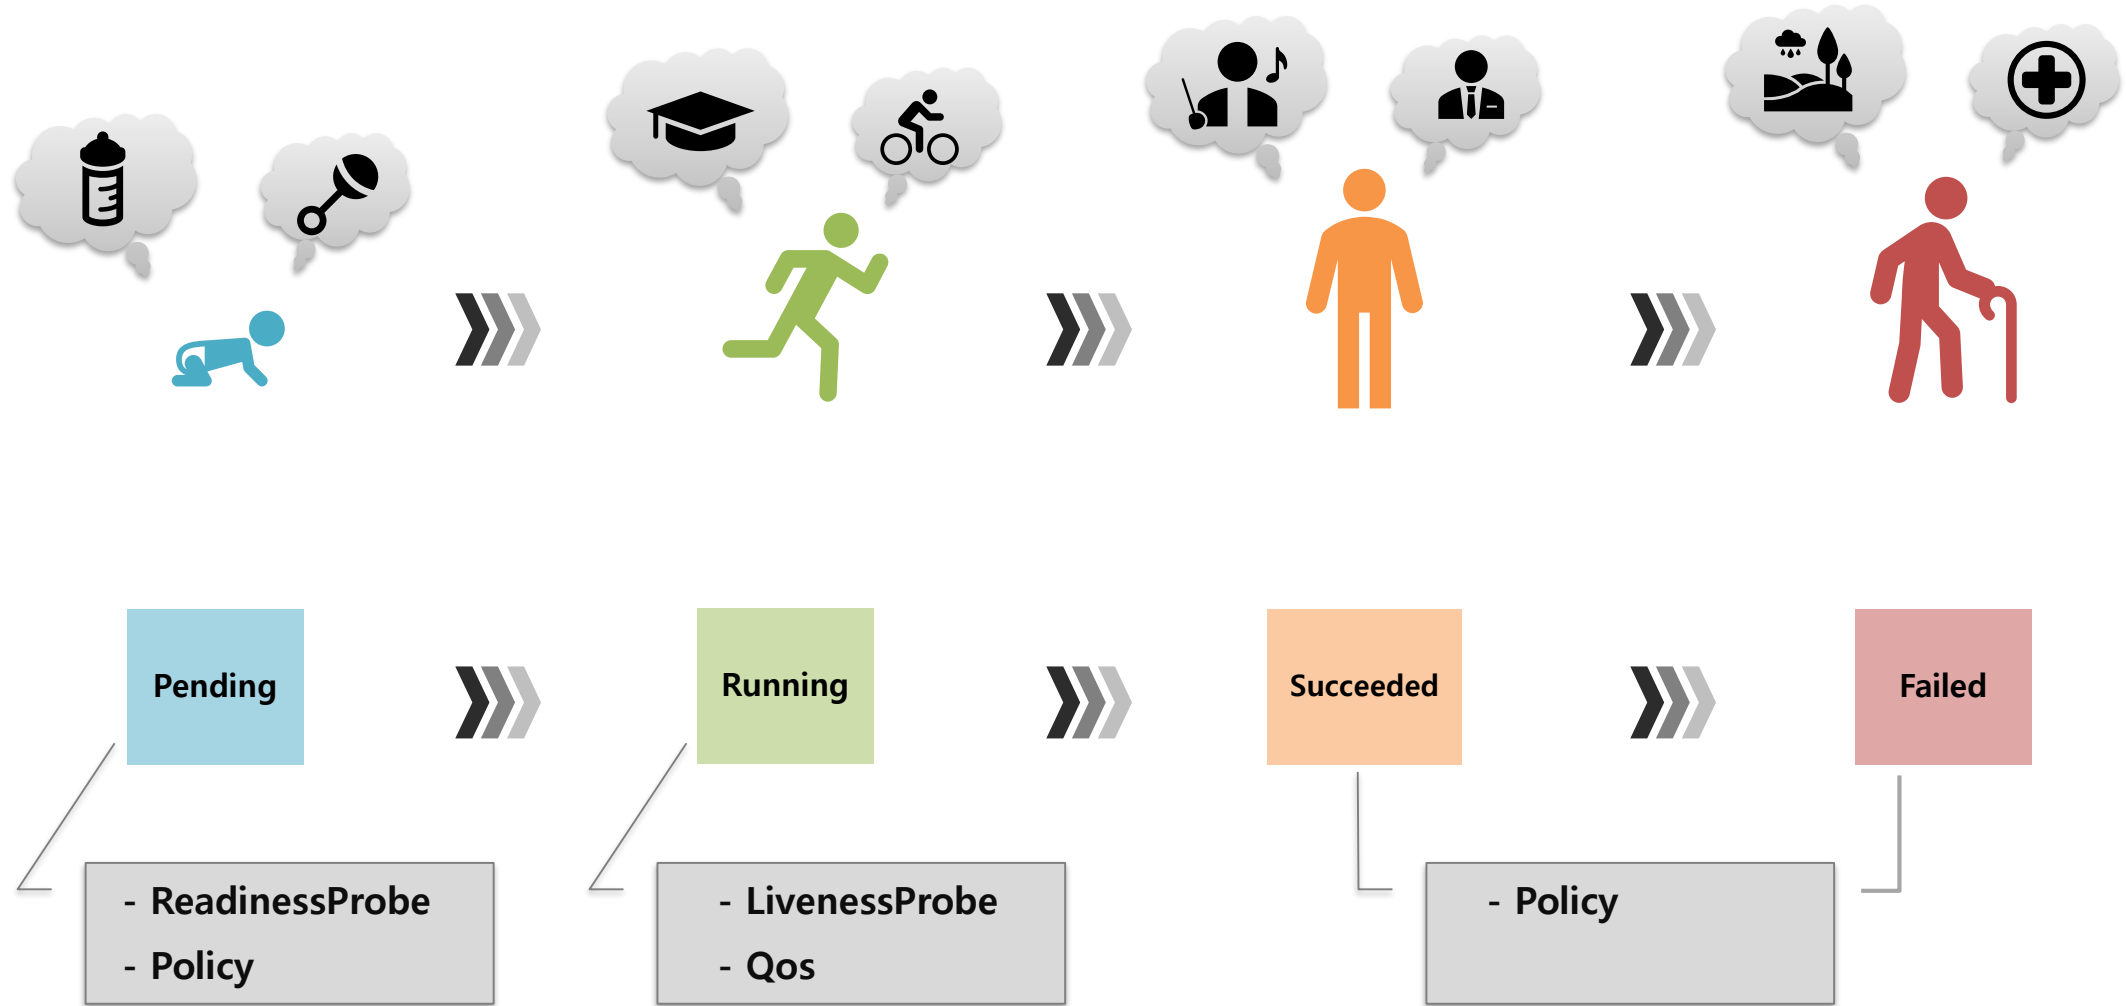 Pending
Running
Succeeded
Failed
- ReadinessProbe
- Policy
- LivenessProbe
- Qos
- Policy